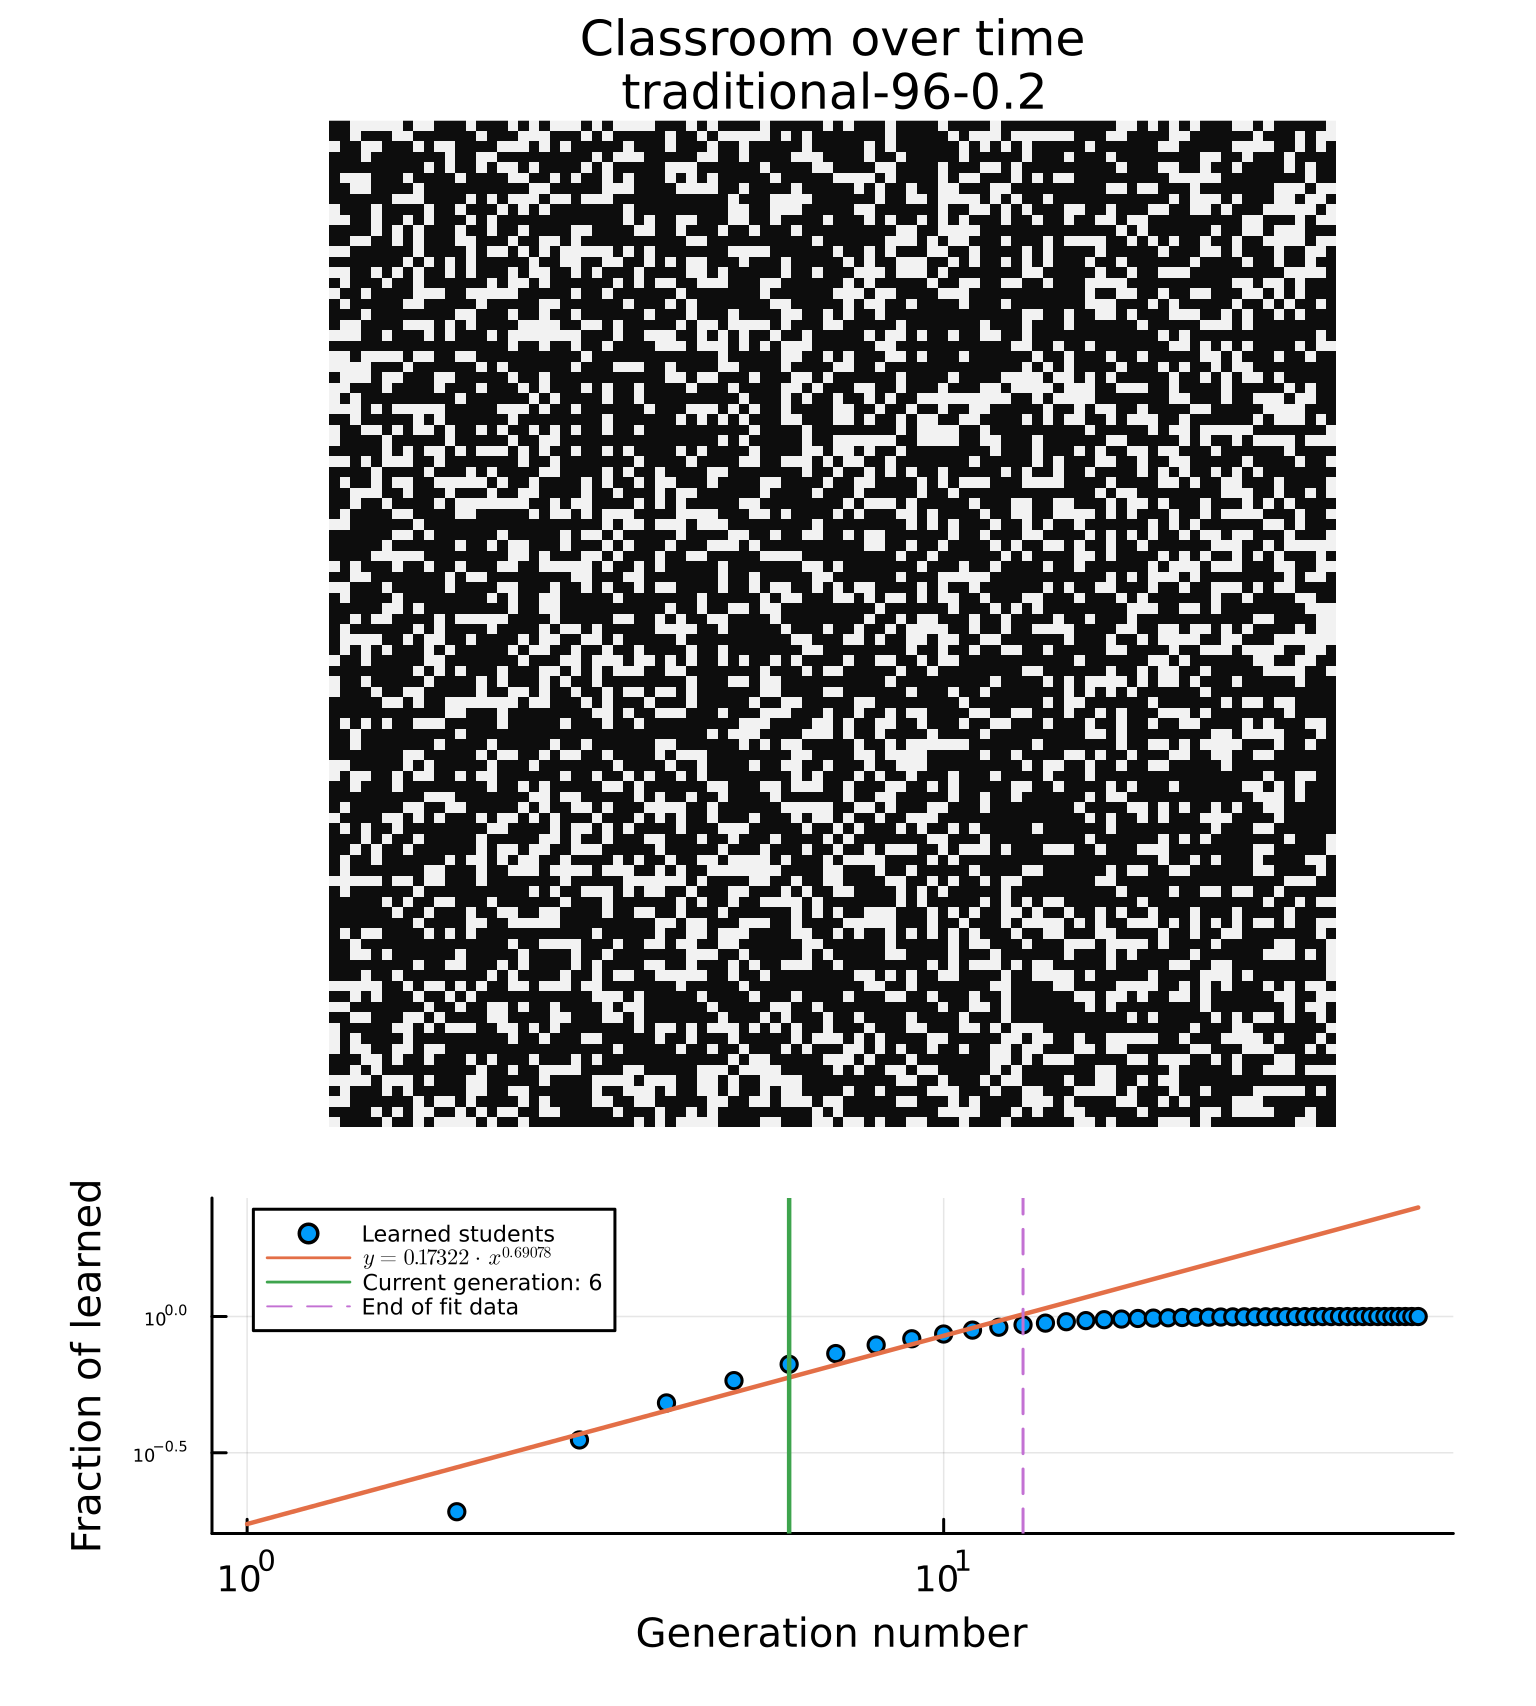 Classroom over time
traditional-96-0.2
Fraction of learned
Learned students
y = 0.17322 · x^0.69078
Current generation: 6
End of fit data
10^0.0
10^−0.5
10^0
10^1
Generation number